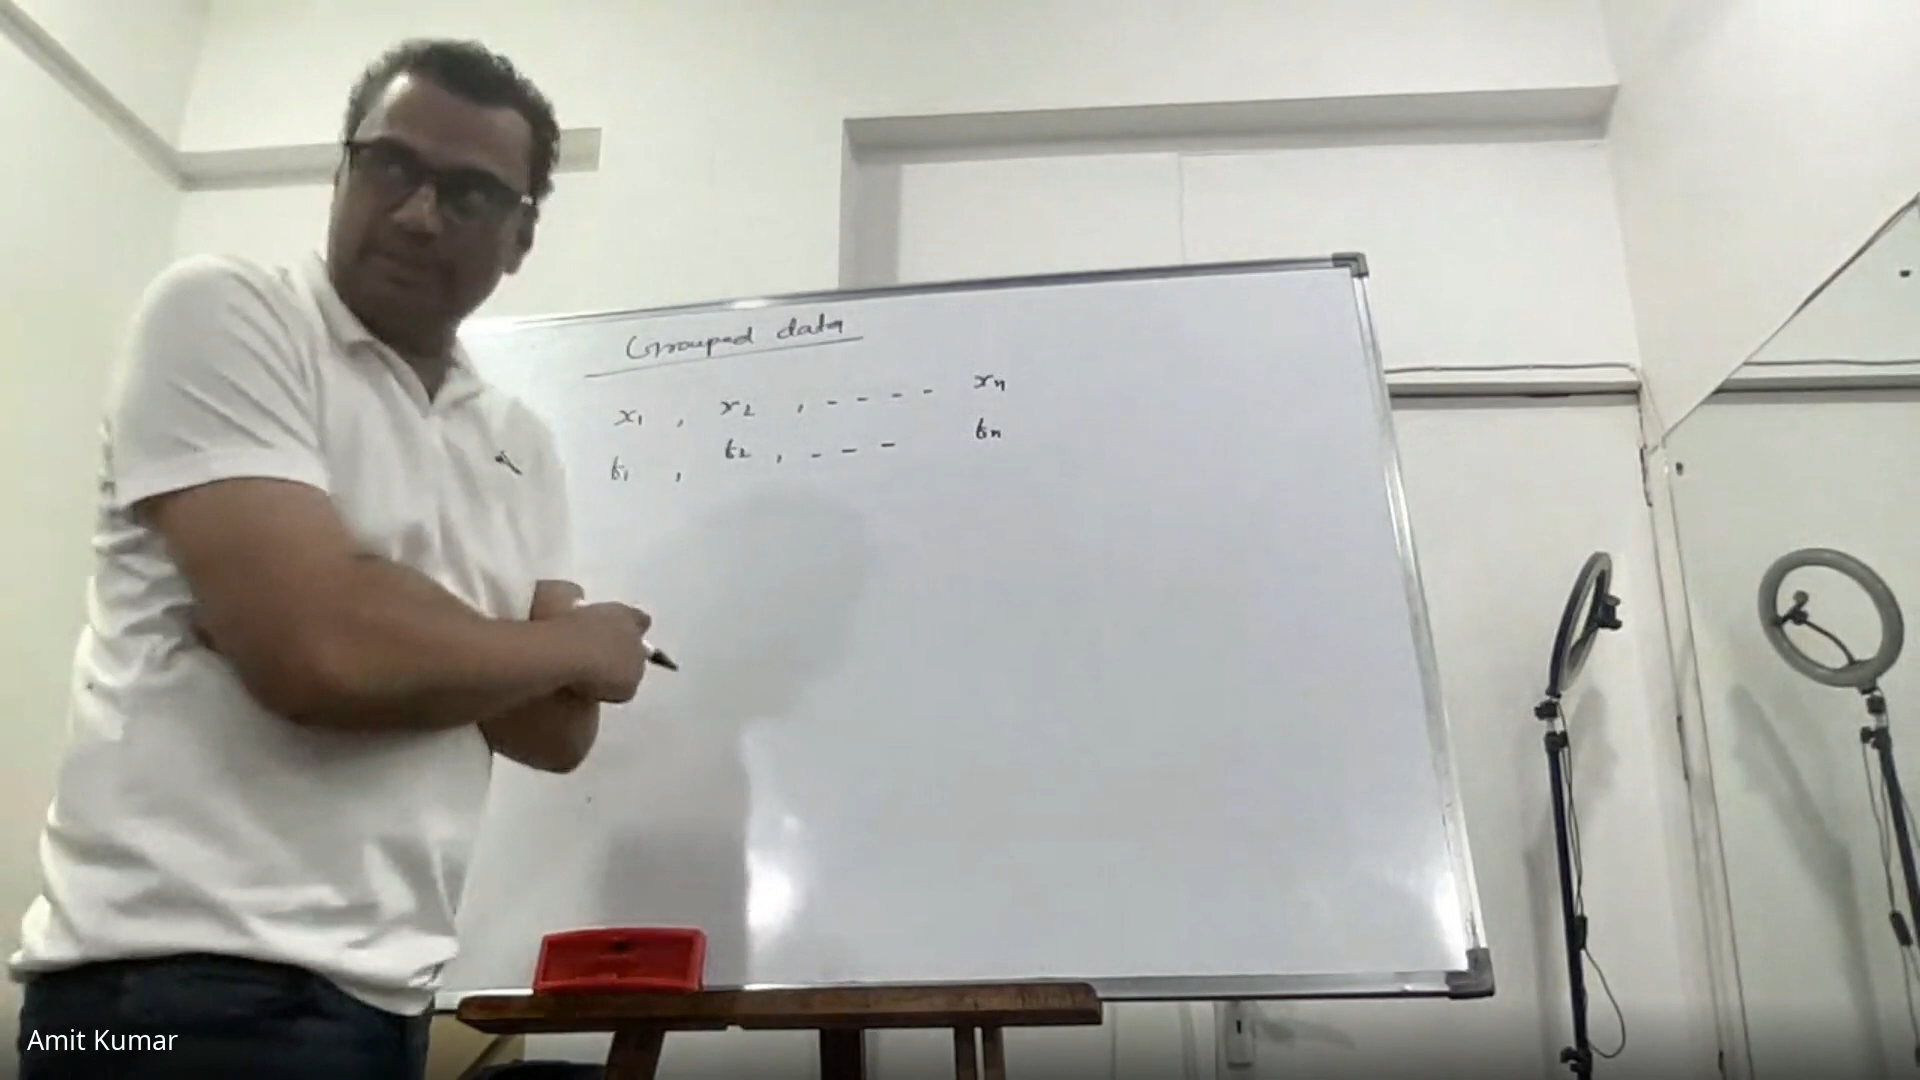 Grouped data
x₁ , x₂ , - - - - xₙ
f₁ , f₂ , - - - fₙ
Amit Kumar